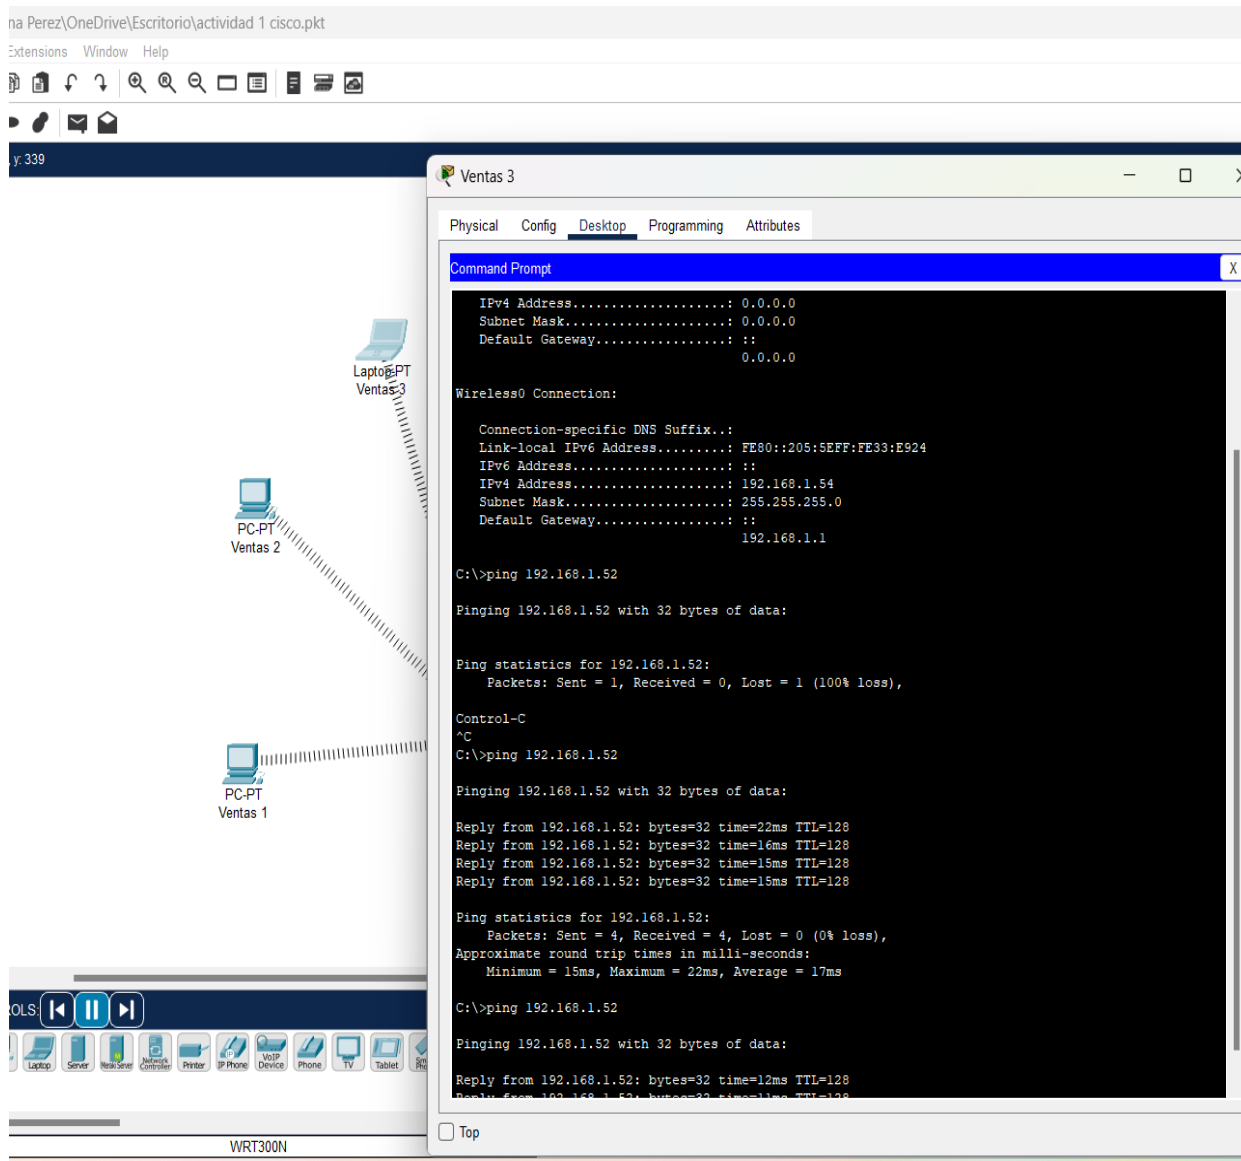 na Perez\OneDrive\Escritorio\actividad 1 cisco.pkt
Extensions Window Help
, y: 339
Ventas 3
Physical Config Desktop Programming Attributes
Command Prompt
X
IPv4 Address....................: 0.0.0.0
Subnet Mask.....................: 0.0.0.0
Default Gateway.................: ::
0.0.0.0
Wireless0 Connection:
Connection-specific DNS Suffix..:
Link-local IPv6 Address.........: FE80::205:5EFF:FE33:E924
IPv6 Address....................: ::
IPv4 Address....................: 192.168.1.54
Subnet Mask.....................: 255.255.255.0
Default Gateway.................: ::
192.168.1.1
C:\>ping 192.168.1.52
Pinging 192.168.1.52 with 32 bytes of data:
Ping statistics for 192.168.1.52:
Packets: Sent = 1, Received = 0, Lost = 1 (100% loss),
Control-C
^C
C:\>ping 192.168.1.52
Pinging 192.168.1.52 with 32 bytes of data:
Reply from 192.168.1.52: bytes=32 time=22ms TTL=128
Reply from 192.168.1.52: bytes=32 time=16ms TTL=128
Reply from 192.168.1.52: bytes=32 time=15ms TTL=128
Reply from 192.168.1.52: bytes=32 time=15ms TTL=128
Ping statistics for 192.168.1.52:
Packets: Sent = 4, Received = 4, Lost = 0 (0% loss),
Approximate round trip times in milli-seconds:
Minimum = 15ms, Maximum = 22ms, Average = 17ms
C:\>ping 192.168.1.52
Pinging 192.168.1.52 with 32 bytes of data:
Reply from 192.168.1.52: bytes=32 time=12ms TTL=128
Reply from 192.168.1.52: bytes=32 time=11ms TTL=128
Top
Laptop-PT
Ventas 3
PC-PT
Ventas 2
PC-PT
Ventas 1
OLS:
Laptop
Server
Meraki Server
Network Controller
Printer
IP Phone
VoIP Device
Phone
TV
Tablet
WRT300N